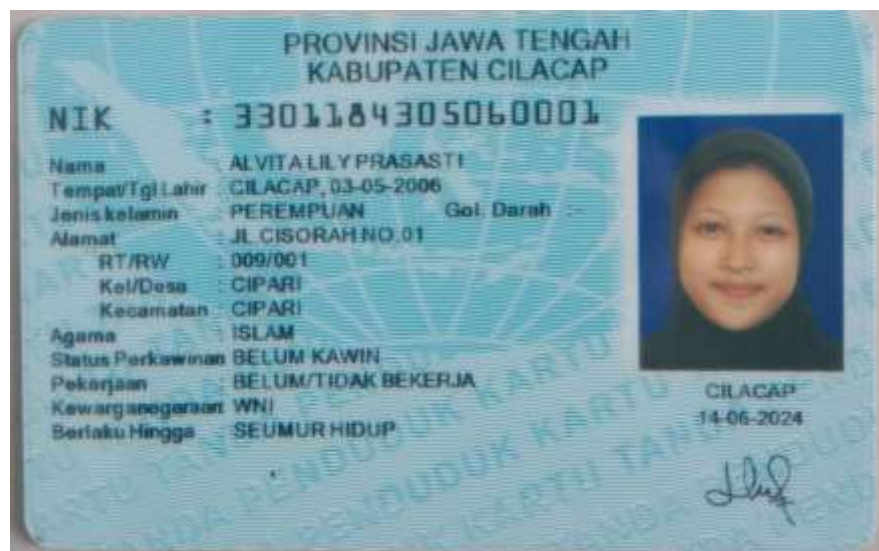 PROVINSI JAWA TENGAH
KABUPATEN CILACAP
NIK : 3301184305060001
Nama : ALVITA LILY PRASASTI
Tempat/Tgl Lahir : CILACAP, 03-05-2006
Jenis kelamin : PEREMPUAN Gol. Darah :-
Alamat : JL CISORAH NO.01
RT/RW : 009/001
Kel/Desa : CIPARI
Kecamatan : CIPARI
Agama : ISLAM
Status Perkawinan BELUM KAWIN
Pekerjaan : BELUM/TIDAK BEKERJA
Kewarganegaraan: WNI
Berlaku Hingga : SEUMUR HIDUP
CILACAP
14-06-2024